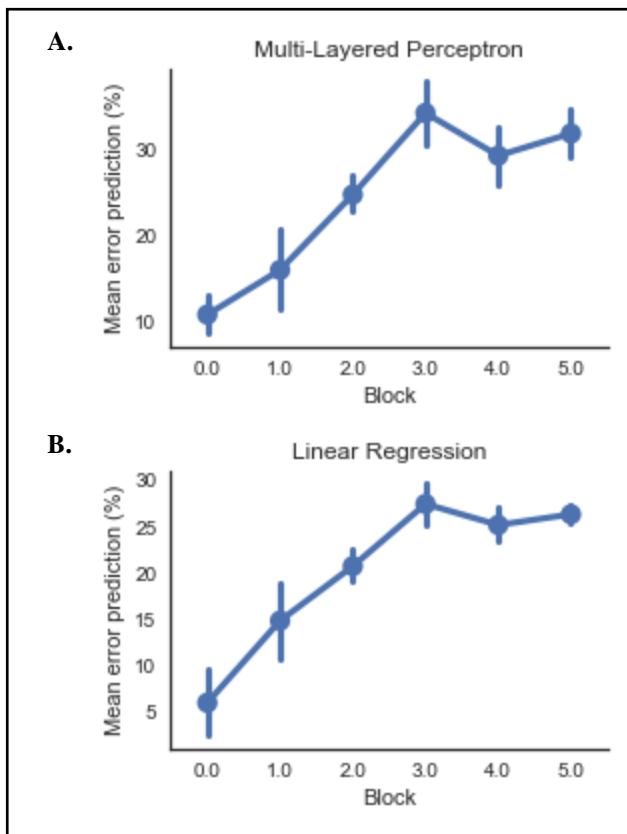 A.
Multi-Layered Perceptron
Mean error prediction (%)
30
20
10
0.0 1.0 2.0 3.0 4.0 5.0
Block
B.
Linear Regression
Mean error prediction (%)
30
25
20
15
10
5
0.0 1.0 2.0 3.0 4.0 5.0
Block